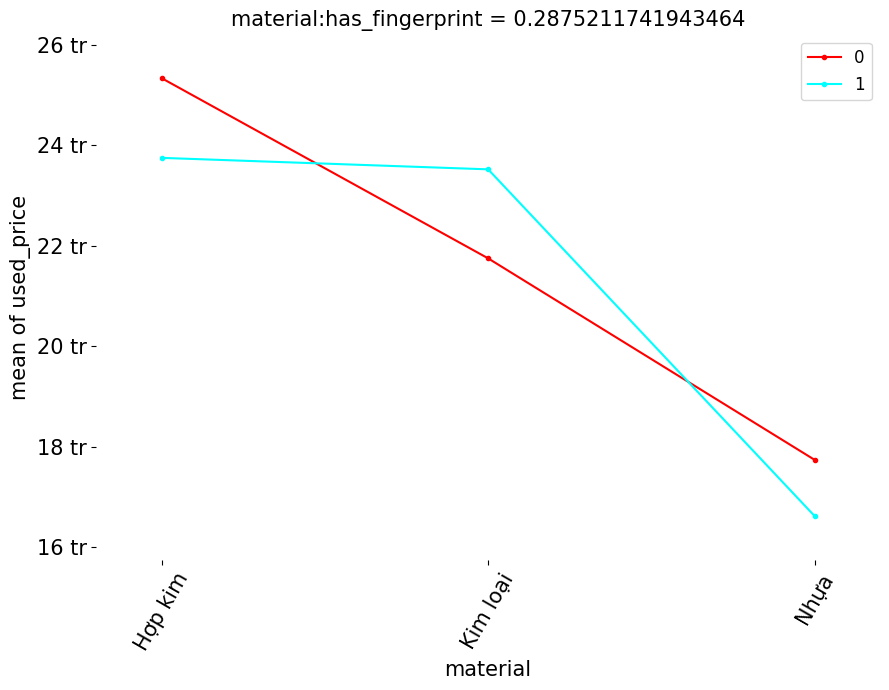 material:has_fingerprint = 0.2875211741943464
0
1
26 tr
24 tr
22 tr
20 tr
18 tr
16 tr
mean of used_price
Hợp kim
Kim loại
Nhựa
material